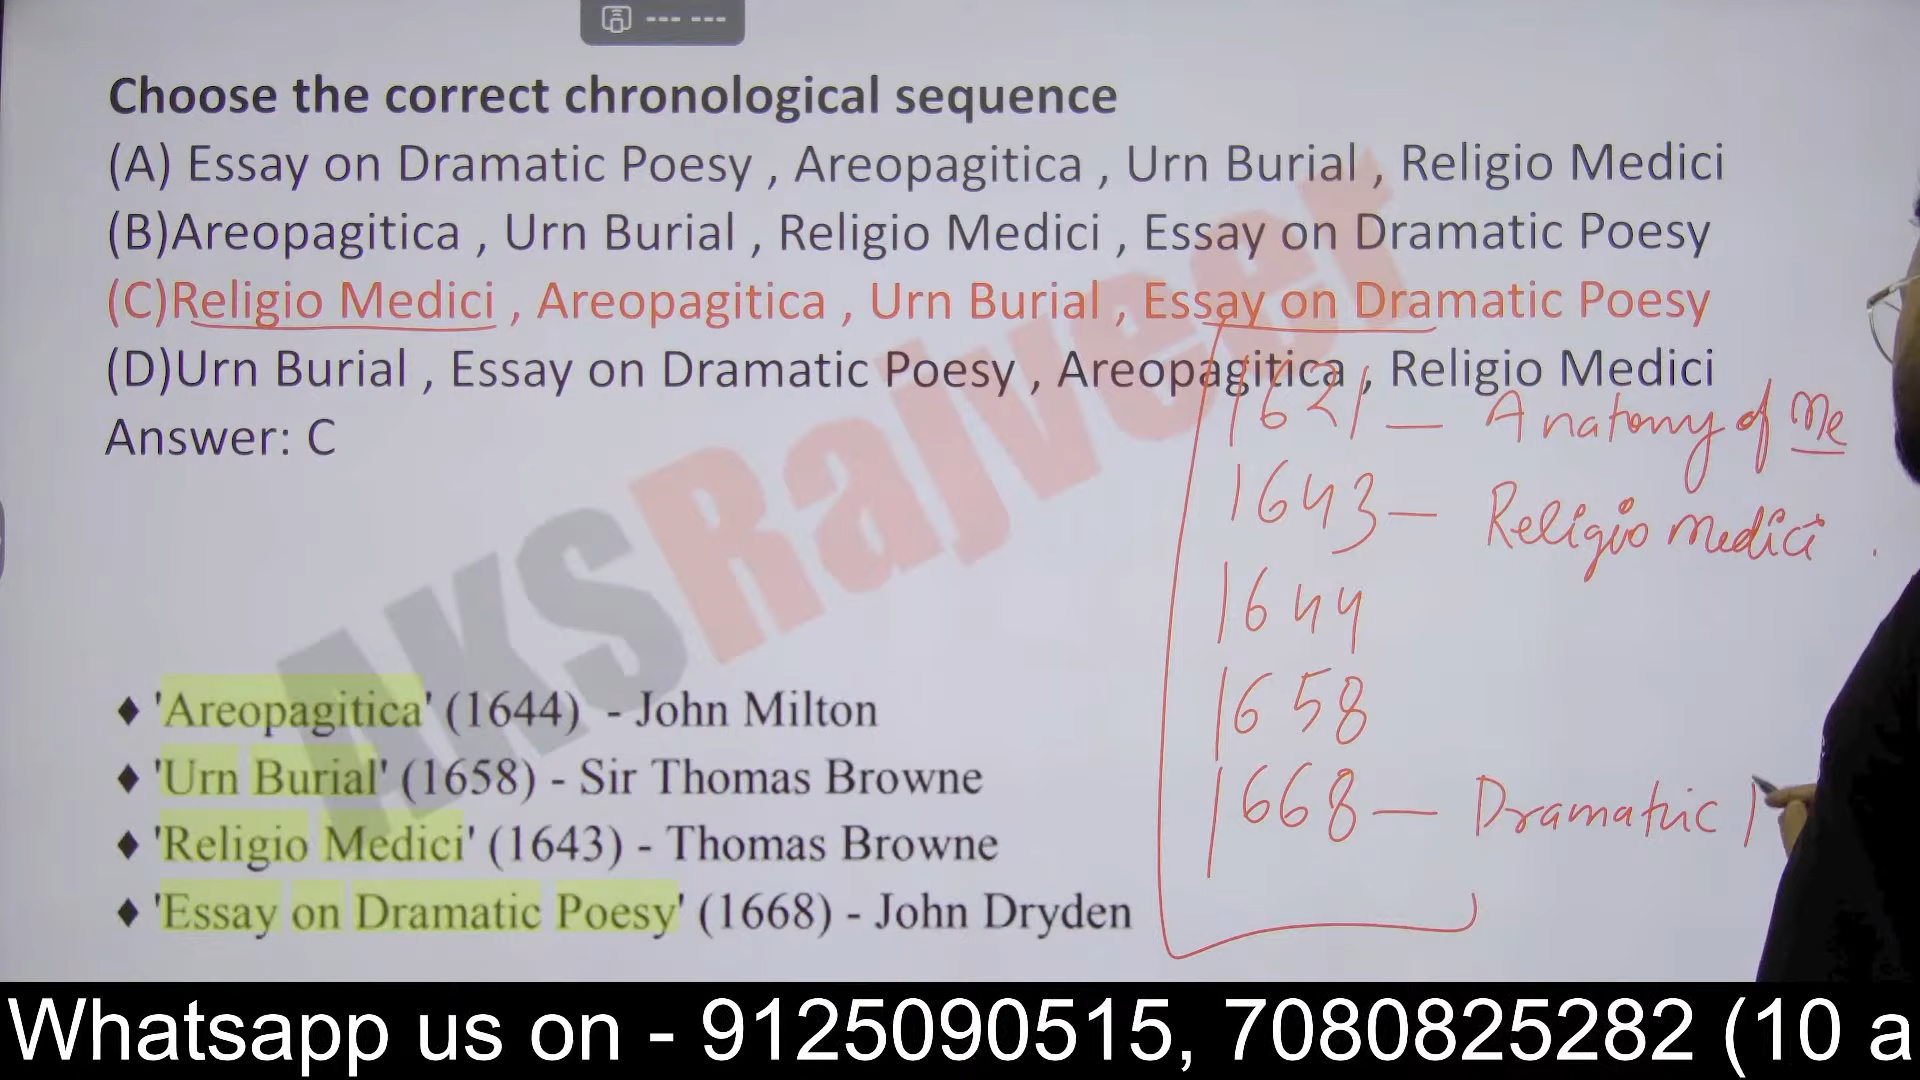 --- ---
Choose the correct chronological sequence
(A) Essay on Dramatic Poesy , Areopagitica , Urn Burial , Religio Medici
(B)Areopagitica , Urn Burial , Religio Medici , Essay on Dramatic Poesy
(C)Religio Medici , Areopagitica , Urn Burial , Essay on Dramatic Poesy
(D)Urn Burial , Essay on Dramatic Poesy , Areopagitica , Religio Medici
Answer: C
AKSRajveer
1621 — Anatomy of Me
1643 — Religio Medici .
1644
1658
1668 — Dramatic
♦ 'Areopagitica' (1644) - John Milton
♦ 'Urn Burial' (1658) - Sir Thomas Browne
♦ 'Religio Medici' (1643) - Thomas Browne
♦ 'Essay on Dramatic Poesy' (1668) - John Dryden
Whatsapp us on - 9125090515, 7080825282 (10 a